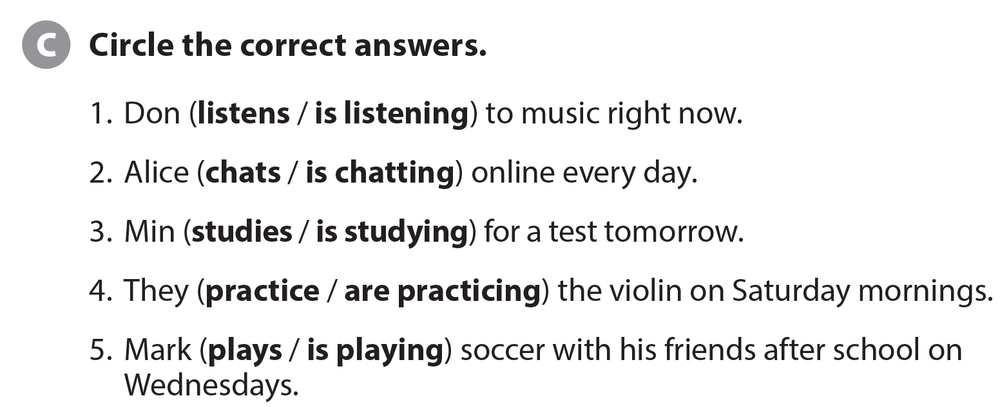 C Circle the correct answers.
1. Don (listens / is listening) to music right now.
2. Alice (chats / is chatting) online every day.
3. Min (studies / is studying) for a test tomorrow.
4. They (practice / are practicing) the violin on Saturday mornings.
5. Mark (plays / is playing) soccer with his friends after school on
Wednesdays.